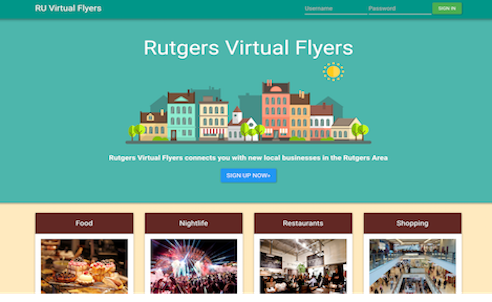 RU Virtual Flyers
Username
Password
SIGN IN
Rutgers Virtual Flyers
Rutgers Virtual Flyers connects you with new local businesses in the Rutgers Area
SIGN UP NOW»
Food
Nightlife
Restaurants
Shopping